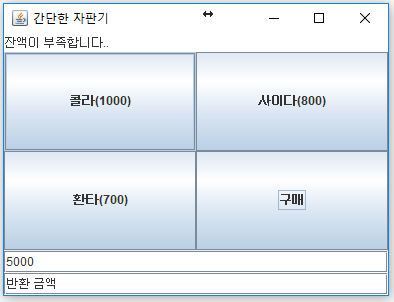 간단한 자판기
잔액이 부족합니다..
콜라(1000)
사이다(800)
환타(700)
구매
5000
반환 금액